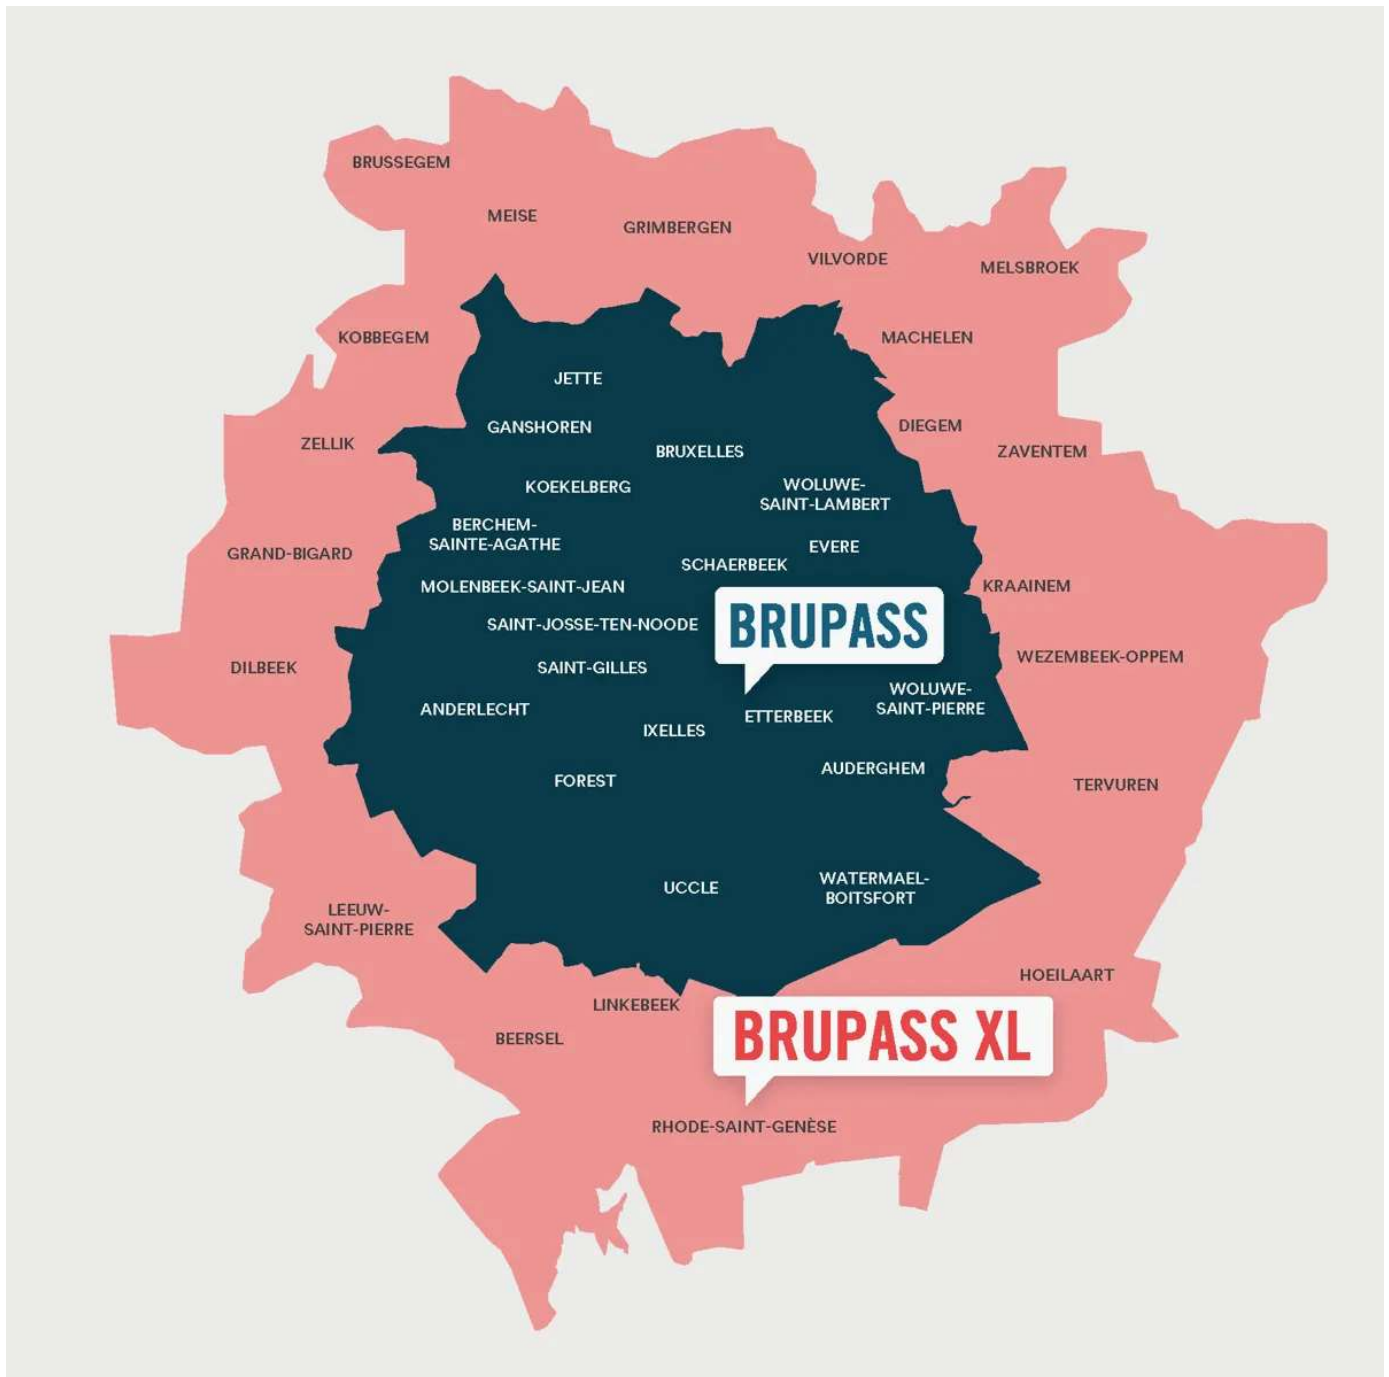 BRUSSEGEM
MEISE
GRIMBERGEN
VILVORDE
MELSBROEK
KOBBEGEM
MACHELEN
JETTE
GANSHOREN
DIEGEM
ZELLIK
BRUXELLES
ZAVENTEM
KOEKELBERG
WOLUWE-
SAINT-LAMBERT
BERCHEM-
SAINTE-AGATHE
EVERE
GRAND-BIGARD
SCHAERBEEK
MOLENBEEK-SAINT-JEAN
KRAAINEM
SAINT-JOSSE-TEN-NOODE
BRUPASS
WEZEMBEEK-OPPEM
DILBEEK
SAINT-GILLES
WOLUWE-
SAINT-PIERRE
ANDERLECHT
ETTERBEEK
IXELLES
AUDERGHEM
FOREST
TERVUREN
UCCLE
WATERMAEL-
BOITSFORT
LEEUW-
SAINT-PIERRE
HOEILAART
LINKEBEEK
BEERSEL
BRUPASS XL
RHODE-SAINT-GENÈSE